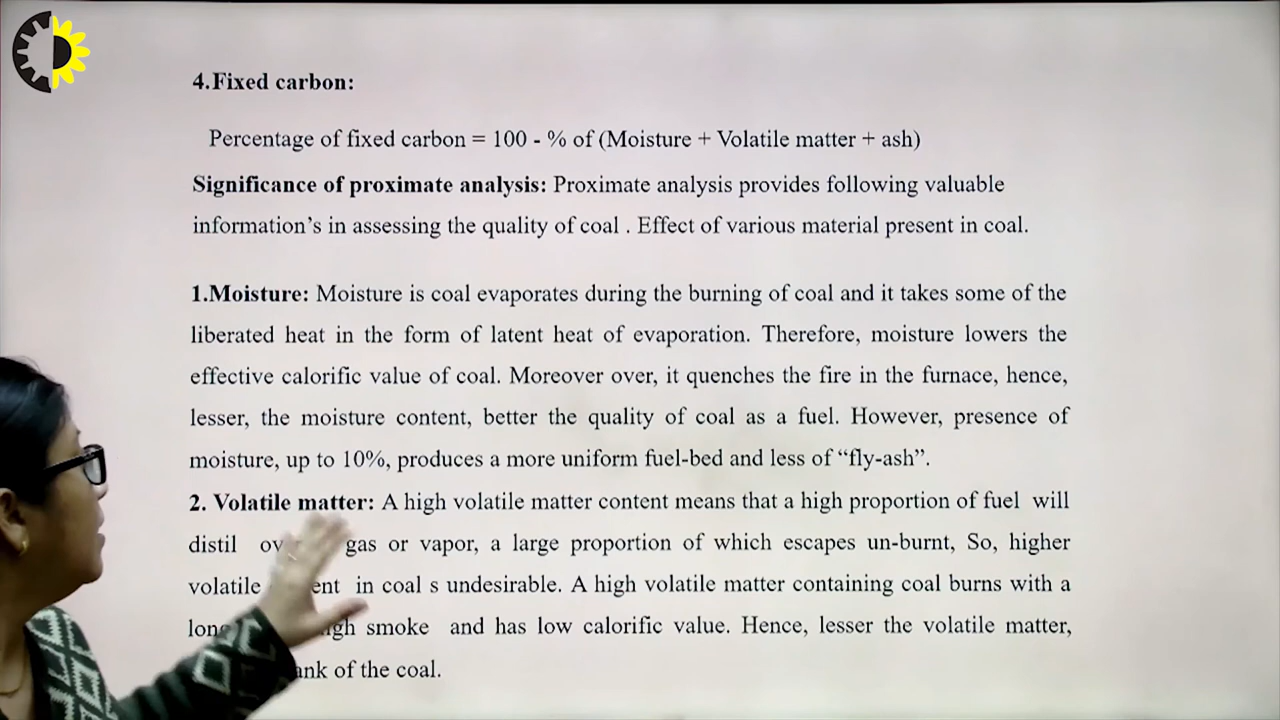 4.Fixed carbon:
Percentage of fixed carbon = 100 - % of (Moisture + Volatile matter + ash)
Significance of proximate analysis: Proximate analysis provides following valuable
information’s in assessing the quality of coal . Effect of various material present in coal.
1.Moisture: Moisture is coal evaporates during the burning of coal and it takes some of the
liberated heat in the form of latent heat of evaporation. Therefore, moisture lowers the
effective calorific value of coal. Moreover over, it quenches the fire in the furnace, hence,
lesser, the moisture content, better the quality of coal as a fuel. However, presence of
moisture, up to 10%, produces a more uniform fuel-bed and less of “fly-ash”.
2. Volatile matter: A high volatile matter content means that a high proportion of fuel will
distil gas or vapor, a large proportion of which escapes un-burnt, So, higher
volatile in coal s undesirable. A high volatile matter containing coal burns with a
smoke and has low calorific value. Hence, lesser the volatile matter,
of the coal.